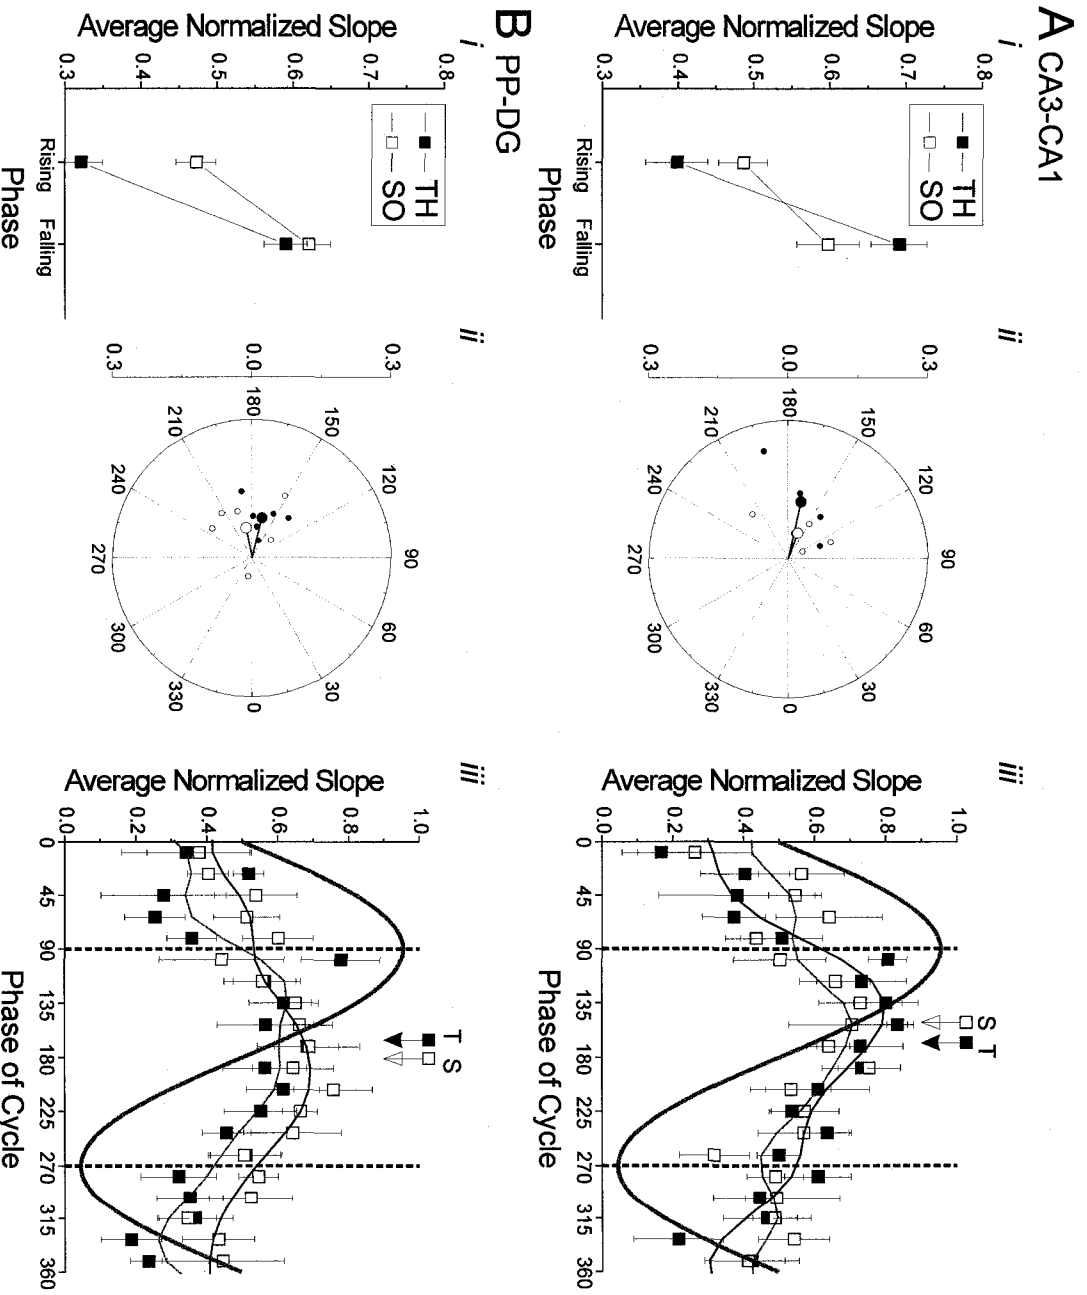 A CA3-CA1
i
Average Normalized Slope
0.8
0.7
0.6
0.5
0.4
0.3
TH
SO
Rising Falling
Phase
ii
0.3
0.0
0.3
90
120
60
150
30
180
0
210
330
240
300
270
iii
Average Normalized Slope
1.0
0.8
0.6
0.4
0.2
0.0
S T
0 45 90 135 180 225 270 315 360
Phase of Cycle
B PP-DG
i
Average Normalized Slope
0.8
0.7
0.6
0.5
0.4
0.3
TH
SO
Rising Falling
Phase
ii
0.3
0.0
0.3
90
120
60
150
30
180
0
210
330
240
300
270
iii
Average Normalized Slope
1.0
0.8
0.6
0.4
0.2
0.0
T S
0 45 90 135 180 225 270 315 360
Phase of Cycle